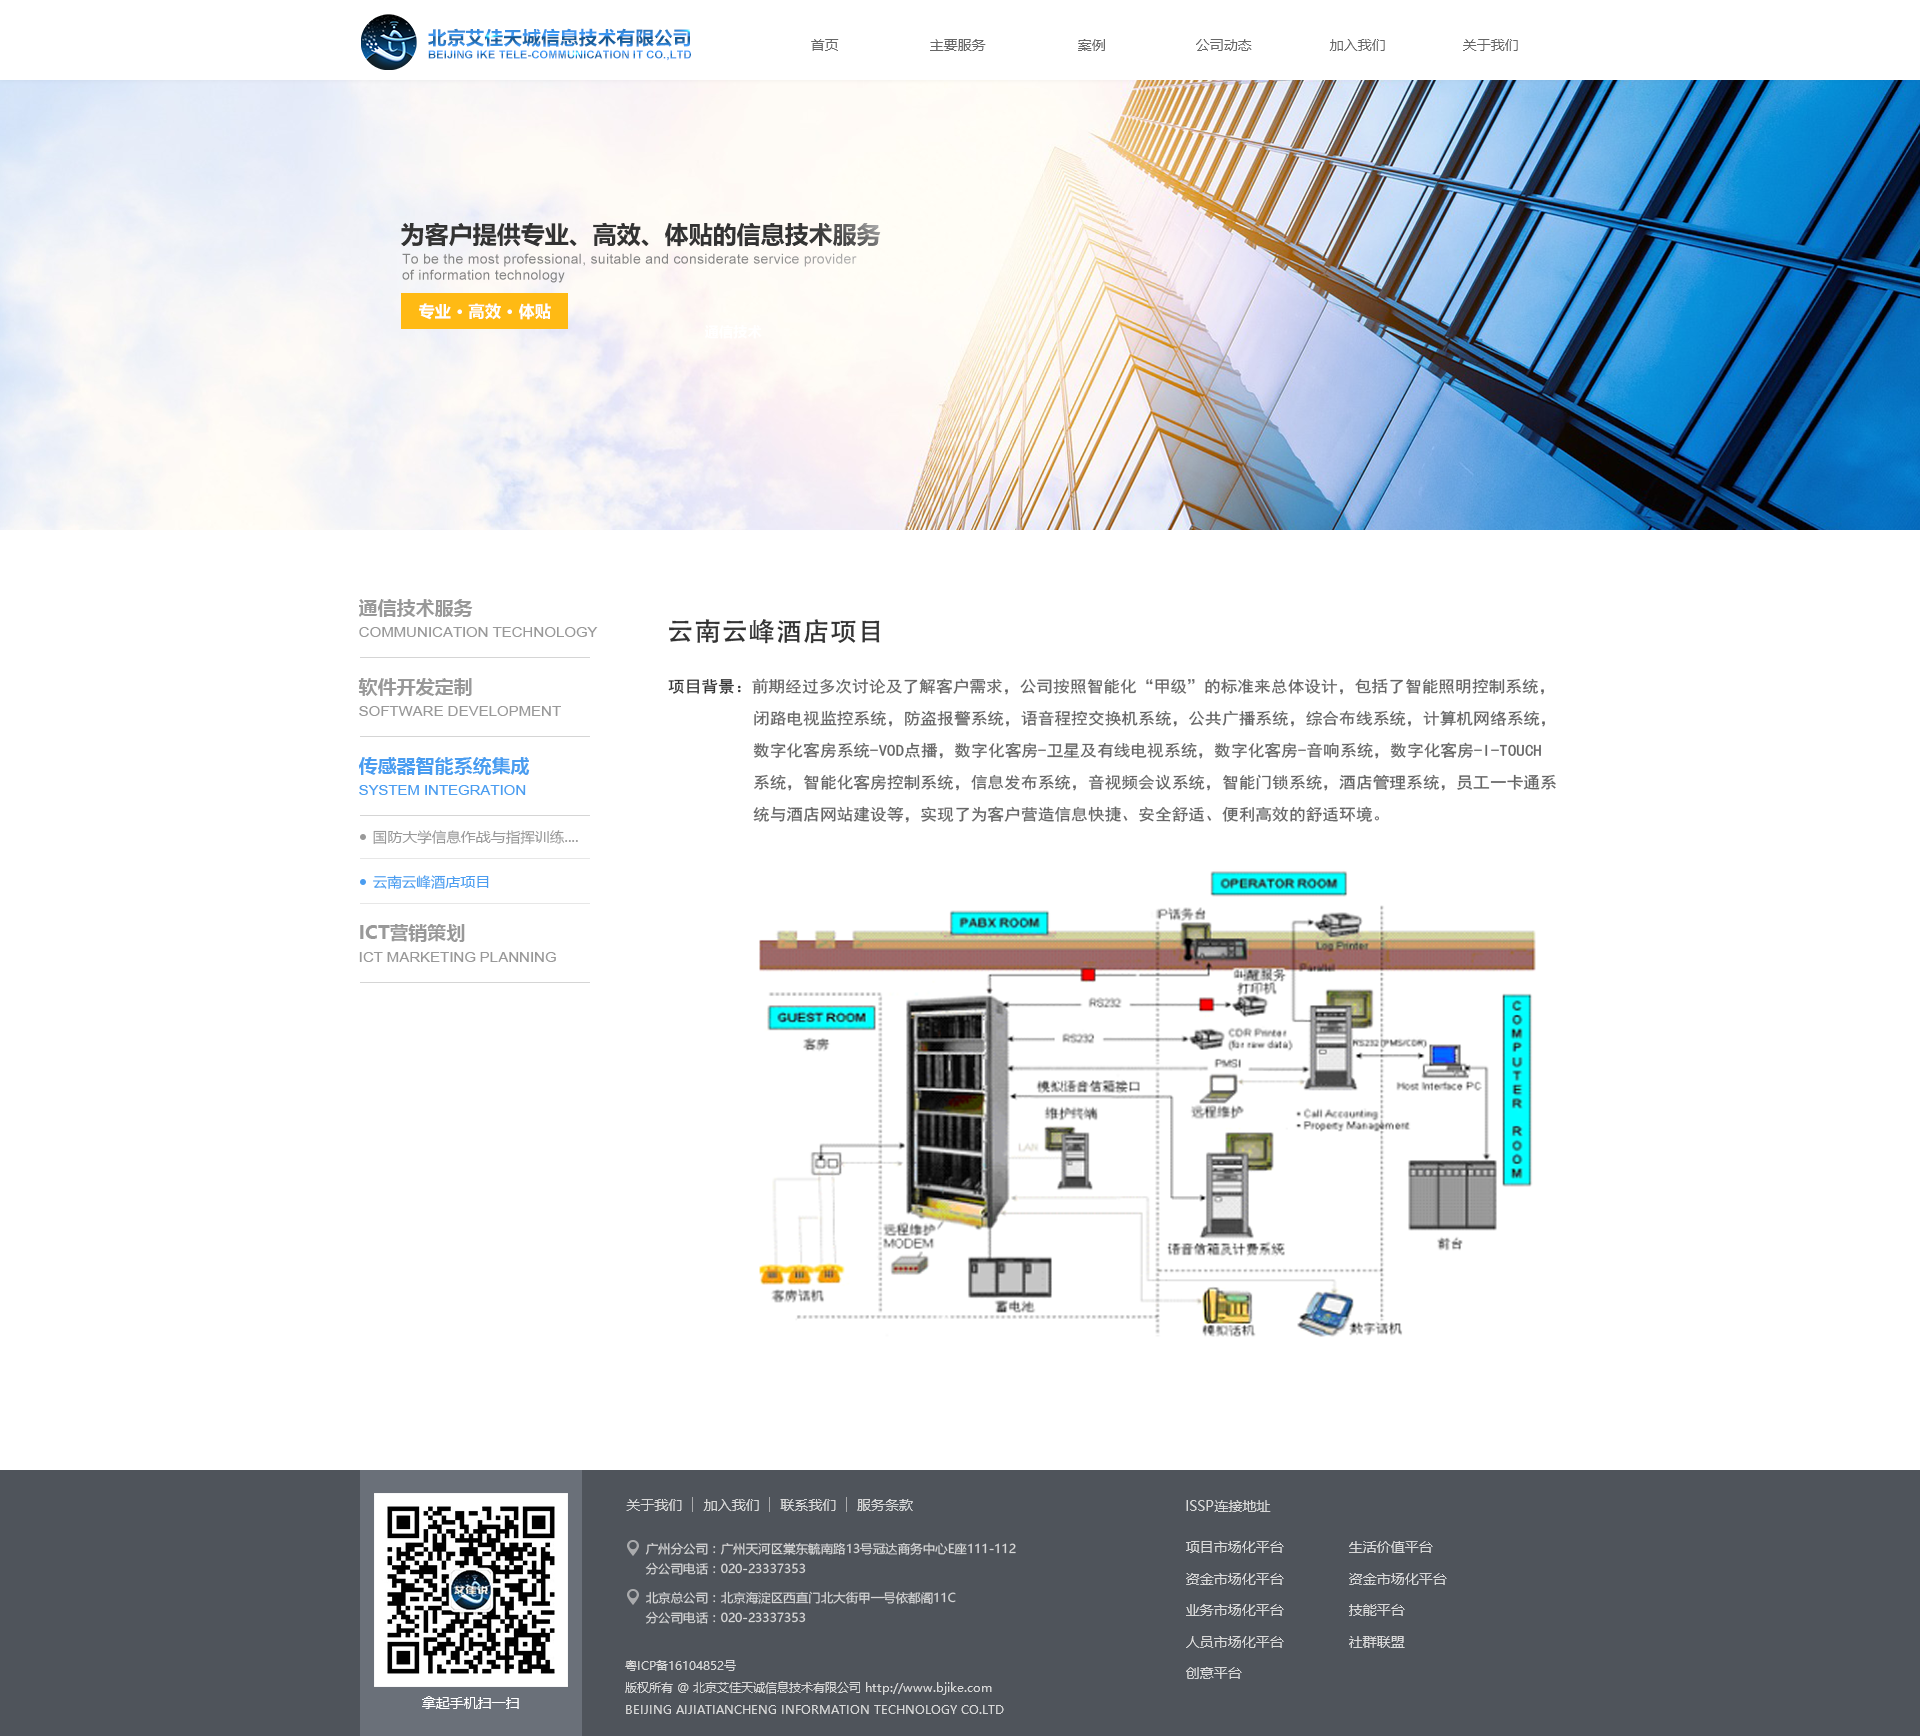 北京艾佳天诚信息技术有限公司
BEIJING IKE TELE-COMMUNICATION IT CO.,LTD
首页
主要服务
案例
公司动态
加入我们
关于我们
为客户提供专业、高效、体贴的信息技术服务
To be the most professional, suitable and considerate service provider
of information technology
专业·高效·体贴
通信技术服务
COMMUNICATION TECHNOLOGY
软件开发定制
SOFTWARE DEVELOPMENT
传感器智能系统集成
SYSTEM INTEGRATION
• 国防大学信息作战与指挥训练....
• 云南云峰酒店项目
ICT营销策划
ICT MARKETING PLANNING
云南云峰酒店项目
项目背景：前期经过多次讨论及了解客户需求，公司按照智能化“甲级”的标准来总体设计，包括了智能照明控制系统，
闭路电视监控系统，防盗报警系统，语音程控交换机系统，公共广播系统，综合布线系统，计算机网络系统，
数字化客房系统-VOD点播，数字化客房-卫星及有线电视系统，数字化客房-音响系统，数字化客房-I-TOUCH
系统，智能化客房控制系统，信息发布系统，音视频会议系统，智能门锁系统，酒店管理系统，员工一卡通系
统与酒店网站建设等，实现了为客户营造信息快捷、安全舒适、便利高效的舒适环境。
OPERATOR ROOM
PABX ROOM
IP话务台
Log Printer
Parallel
叫醒服务
打印机
RS232
GUEST ROOM
客房
CDR Printer
(for raw data)
RS232
RS232(PMS/CDR)
PMSI
Host Interface PC
COMPUTER ROOM
模拟语音信箱接口
远程维护
维护终端
• Call Accounting
• Property Management
LAN
远程维护
MODEM
语音信箱及计费系统
前台
客房话机
蓄电池
模拟话机
数字话机
艾佳说
拿起手机扫一扫
关于我们
加入我们
联系我们
服务条款
广州分公司：广州天河区棠东毓南路13号冠达商务中心E座111-112
分公司电话：020-23337353
北京总公司：北京海淀区西直门北大街甲一号依都阁11C
分公司电话：020-23337353
粤ICP备16104852号
版权所有 @ 北京艾佳天诚信息技术有限公司 http://www.bjike.com
BEIJING AIJIATIANCHENG INFORMATION TECHNOLOGY CO.LTD
ISSP连接地址
项目市场化平台
生活价值平台
资金市场化平台
资金市场化平台
业务市场化平台
技能平台
人员市场化平台
社群联盟
创意平台